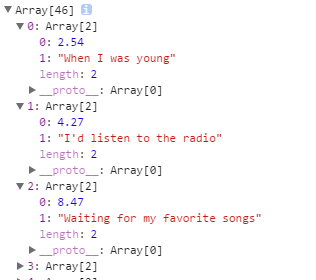 ▼ Array[46] i
▼ 0: Array[2]
0: 2.54
1: "When I was young"
length: 2
▶ __proto__: Array[0]
▼ 1: Array[2]
0: 4.27
1: "I'd listen to the radio"
length: 2
▶ __proto__: Array[0]
▼ 2: Array[2]
0: 8.47
1: "Waiting for my favorite songs"
length: 2
▶ __proto__: Array[0]
▶ 3: Array[2]